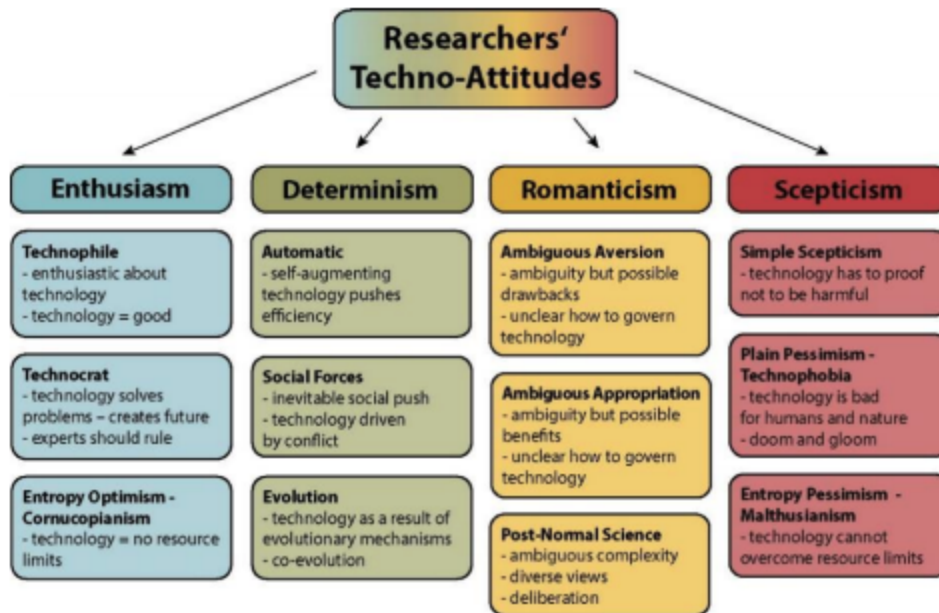 Researchers‘
Techno-Attitudes
Enthusiasm
Technophile
- enthusiastic about
technology
- technology = good
Technocrat
- technology solves
problems – creates future
- experts should rule
Entropy Optimism -
Cornucopianism
- technology = no resource
limits
Determinism
Automatic
- self-augmenting
technology pushes
efficiency
Social Forces
- inevitable social push
- technology driven
by conflict
Evolution
- technology as a result of
evolutionary mechanisms
- co-evolution
Romanticism
Ambiguous Aversion
- ambiguity but possible
drawbacks
- unclear how to govern
technology
Ambiguous Appropriation
- ambiguity but possible
benefits
- unclear how to govern
technology
Post-Normal Science
- ambiguous complexity
- diverse views
- deliberation
Scepticism
Simple Scepticism
- technology has to proof
not to be harmful
Plain Pessimism -
Technophobia
- technology is bad
for humans and nature
- doom and gloom
Entropy Pessimism -
Malthusianism
- technology cannot
overcome resource limits